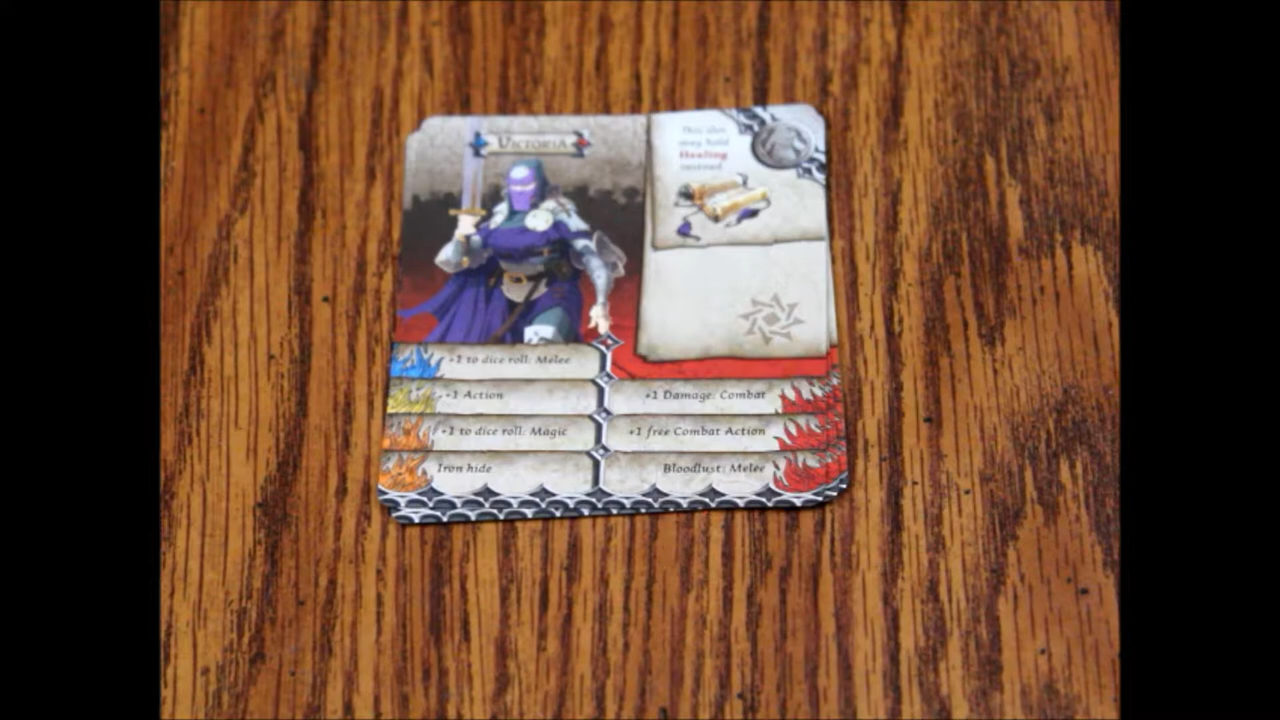 VICTORIA
This slot
may hold
Healing
instead
+1 to dice roll: Melee
+1 Action
+1 Damage: Combat
+1 to dice roll: Magic
+1 free Combat Action
Iron hide
Bloodlust: Melee